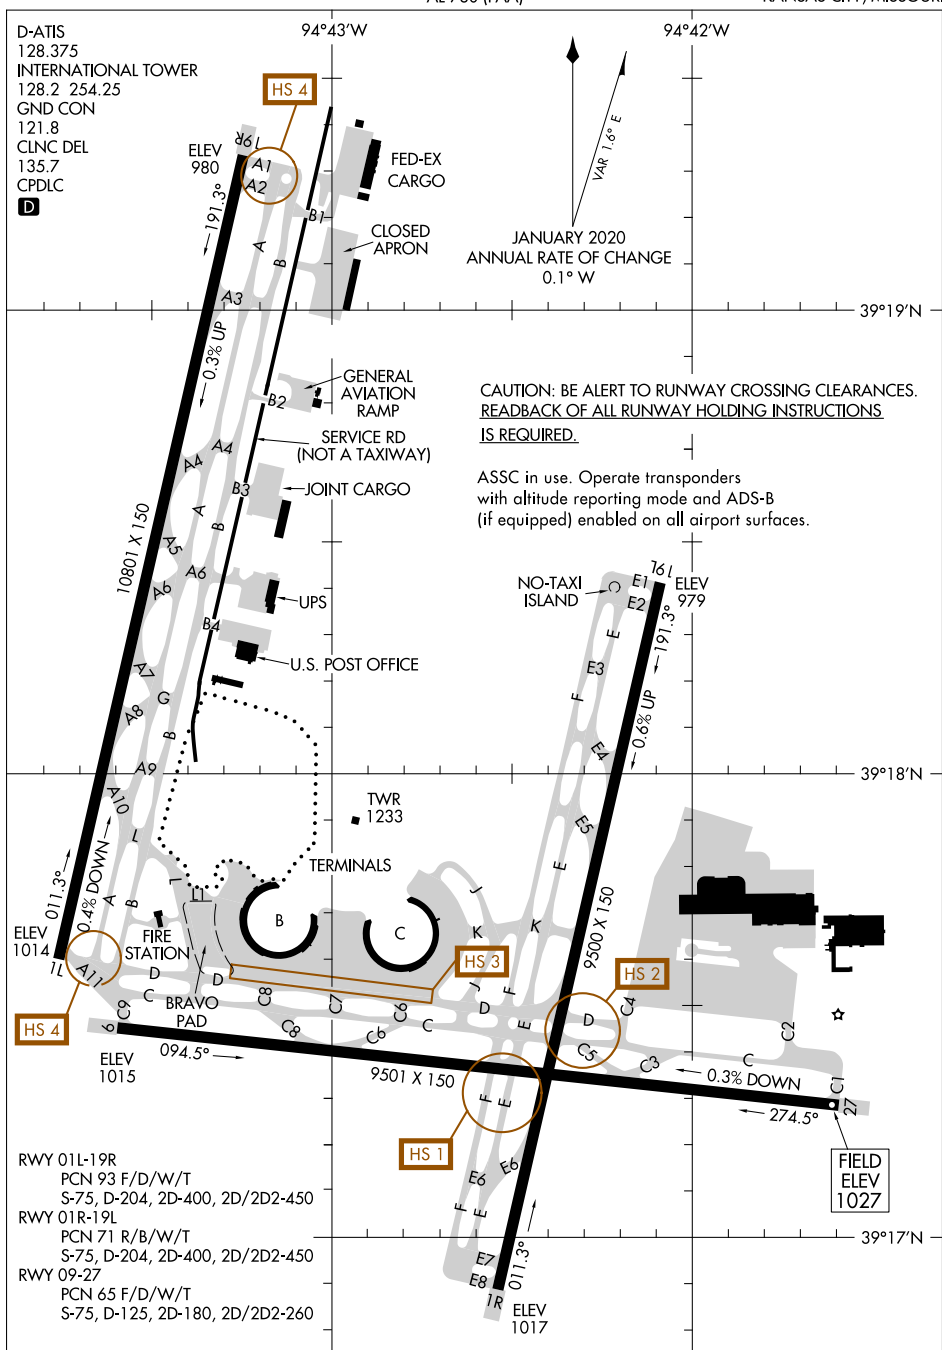 AL-780 (FAA)
KANSAS CITY, MISSOURI
D-ATIS
128.375
INTERNATIONAL TOWER
128.2 254.25
GND CON
121.8
CLNC DEL
135.7
CPDLC
D
94°43'W
94°42'W
HS 4
VAR 1.6° E
JANUARY 2020
ANNUAL RATE OF CHANGE
0.1° W
19R
ELEV
980
A1
A2
191.3°
FED-EX
CARGO
B1
CLOSED
APRON
A
B
A3
39°19'N
0.3% UP
GENERAL
AVIATION
RAMP
B2
SERVICE RD
(NOT A TAXIWAY)
CAUTION: BE ALERT TO RUNWAY CROSSING CLEARANCES.
READBACK OF ALL RUNWAY HOLDING INSTRUCTIONS
IS REQUIRED.
ASSC in use. Operate transponders
with altitude reporting mode and ADS-B
(if equipped) enabled on all airport surfaces.
A4
A4
B3
JOINT CARGO
A
B
10801 X 150
A5
A6
A6
UPS
B4
U.S. POST OFFICE
NO-TAXI
ISLAND
C
E1
E2
19L
ELEV
979
191.3°
E
E3
F
0.6% UP
E4
A7
G
A8
B
A9
39°18'N
A10
L
TWR
1233
E5
TERMINALS
E
011.3°
0.4% DOWN
A
B
L
L1
B
C
J
K
K
9500 X 150
ELEV
1014
1L
FIRE
STATION
HS 3
HS 2
A11
D
D
C
C9
BRAVO
PAD
C8
C8
C7
C6
C6
C
J
D
F
E
D
C4
C5
C3
C
C2
C1
HS 4
9
ELEV
1015
094.5°
9501 X 150
0.3% DOWN
274.5°
27
F
E
HS 1
FIELD
ELEV
1027
E6
E6
F
E
39°17'N
E7
E8
011.3°
1R
ELEV
1017
RWY 01L-19R
PCN 93 F/D/W/T
S-75, D-204, 2D-400, 2D/2D2-450
RWY 01R-19L
PCN 71 R/B/W/T
S-75, D-204, 2D-400, 2D/2D2-450
RWY 09-27
PCN 65 F/D/W/T
S-75, D-125, 2D-180, 2D/2D2-260